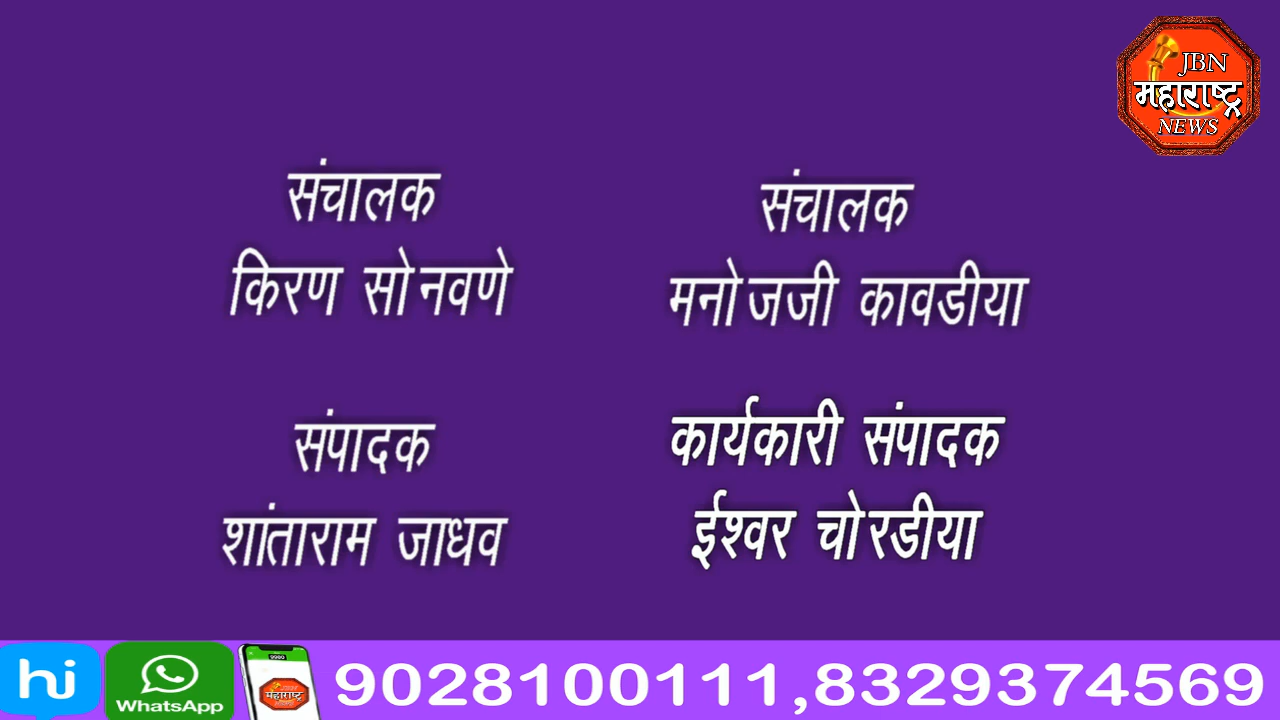 JBN
महाराष्ट्र
NEWS
संचालक
किरण सोनवणे
संचालक
मनोजजी कावडीया
संपादक
शांताराम जाधव
कार्यकारी संपादक
ईश्वर चोरडीया
hi
WhatsApp
महाराष्ट्र
9028100111,8329374569